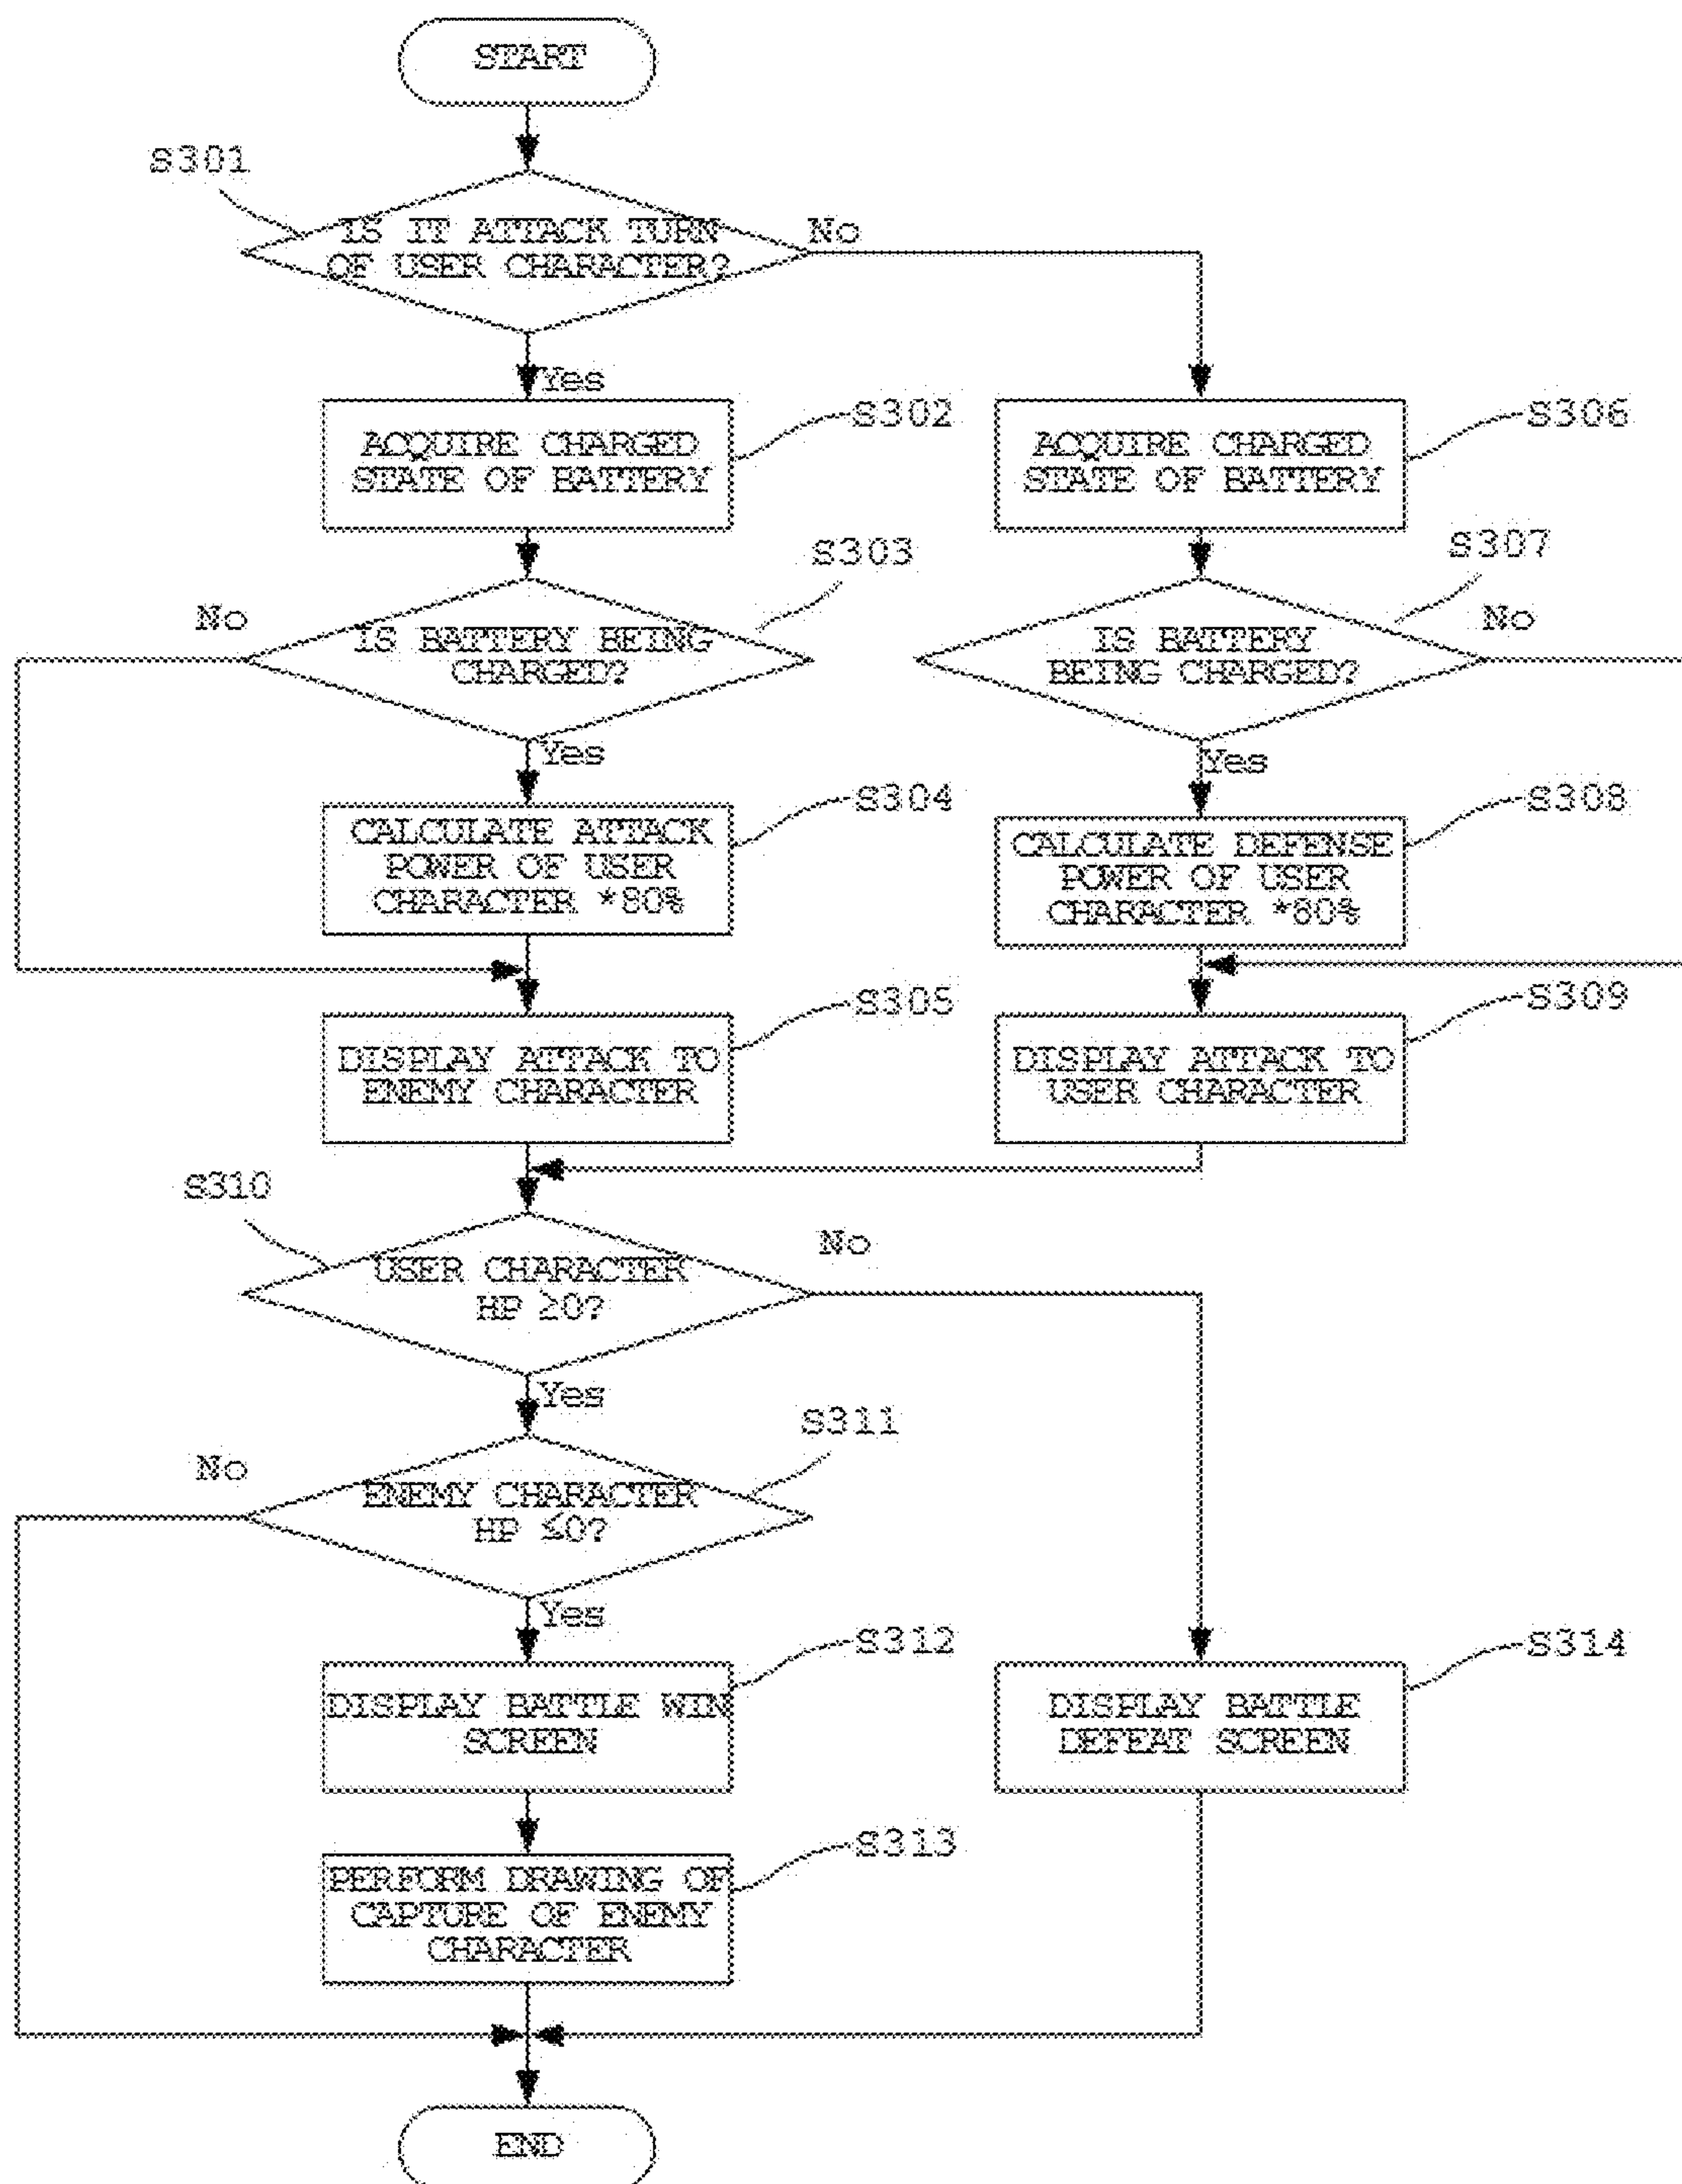 START
S301
IS IT ATTACK TURN
OF USER CHARACTER?
No
Yes
ACQUIRE CHARGED
STATE OF BATTERY
S302
ACQUIRE CHARGED
STATE OF BATTERY
S306
No
IS BATTERY BEING
CHARGED?
S303
Yes
IS BATTERY
BEING CHARGED?
S307
No
Yes
CALCULATE ATTACK
POWER OF USER
CHARACTER *80%
S304
CALCULATE DEFENSE
POWER OF USER
CHARACTER *80%
S308
DISPLAY ATTACK TO
ENEMY CHARACTER
S305
DISPLAY ATTACK TO
USER CHARACTER
S309
S310
USER CHARACTER
HP ≥0?
No
Yes
S311
No
ENEMY CHARACTER
HP ≤0?
Yes
DISPLAY BATTLE WIN
SCREEN
S312
DISPLAY BATTLE
DEFEAT SCREEN
S314
PERFORM DRAWING OF
CAPTURE OF ENEMY
CHARACTER
S313
END